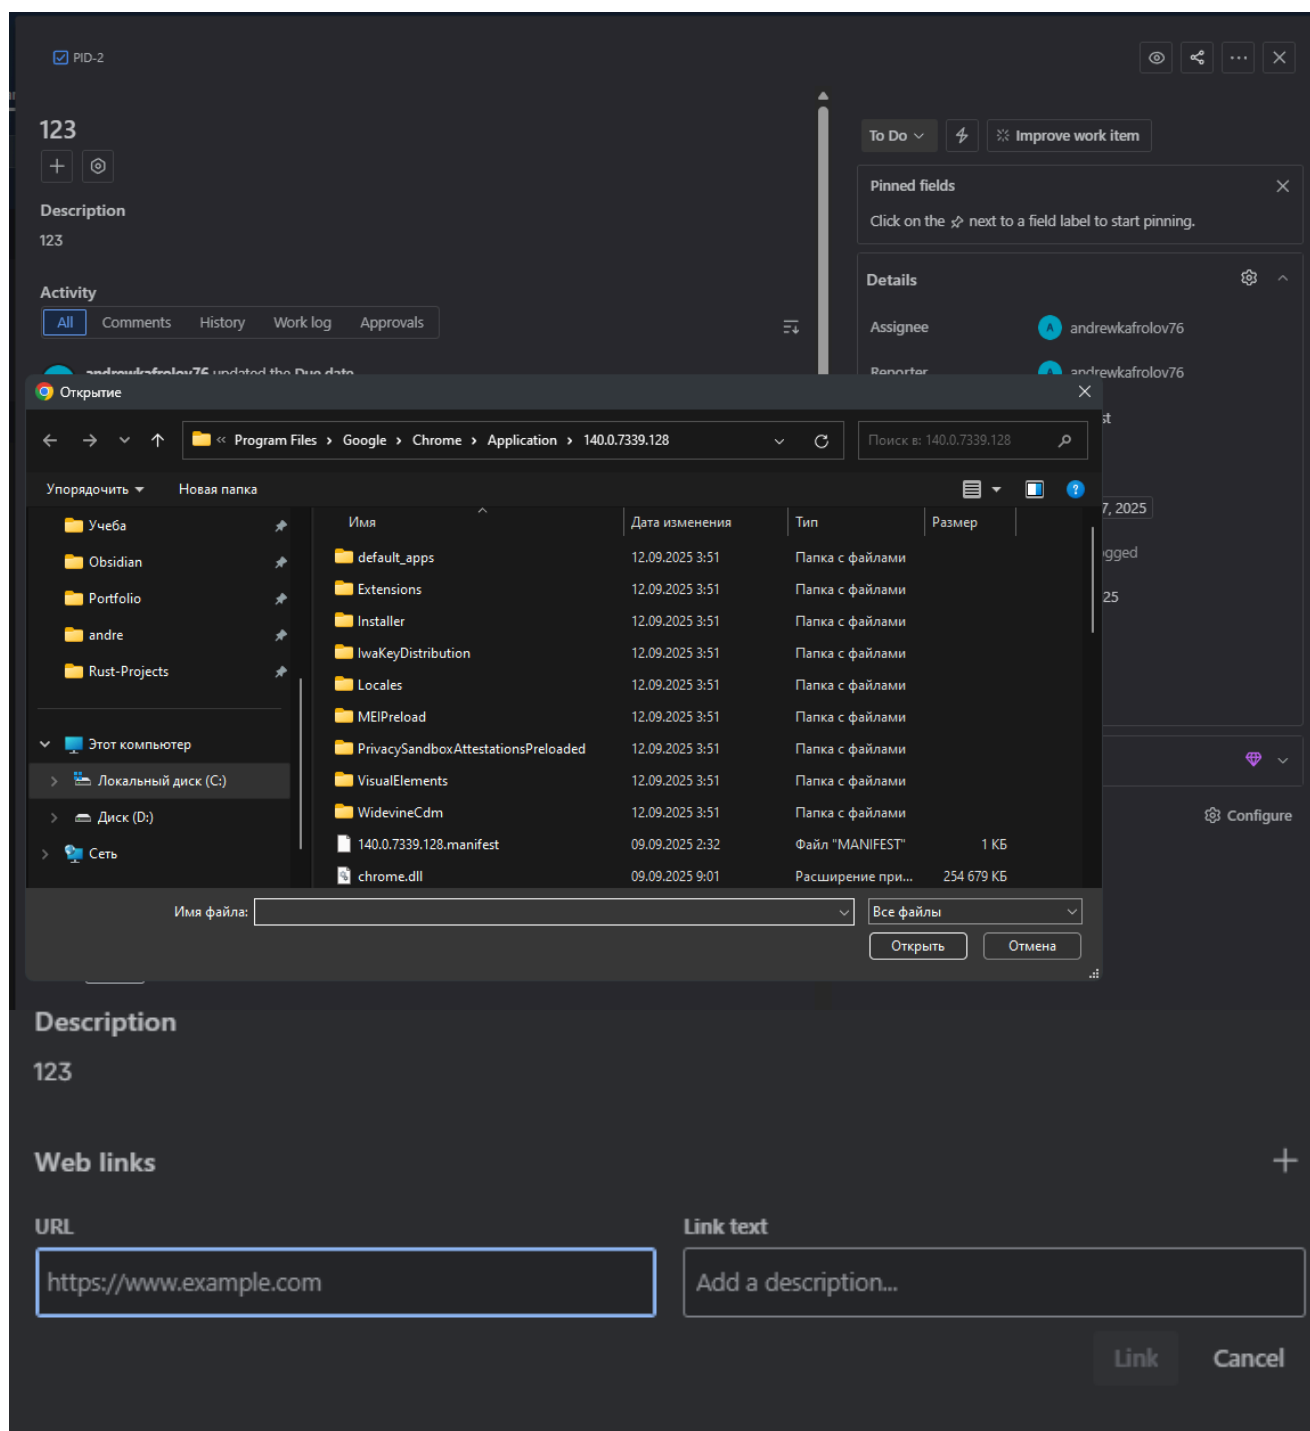 PID-2
123
To Do
Improve work item
Pinned fields
Click on the next to a field label to start pinning.
Description
123
Activity
All Comments History Work log Approvals
Details
Assignee andrewkafrolov76
andrewkafrolov76 updated the Due date
Reporter andrewkafrolov76
Открытие
« Program Files › Google › Chrome › Application › 140.0.7339.128
Поиск в: 140.0.7339.128
Упорядочить Новая папка
7, 2025
25
Учеба
Obsidian
Portfolio
andre
Rust-Projects
Этот компьютер
Локальный диск (C:)
Диск (D:)
Сеть
Имя Дата изменения Тип Размер
default_apps 12.09.2025 3:51 Папка с файлами
Extensions 12.09.2025 3:51 Папка с файлами
Installer 12.09.2025 3:51 Папка с файлами
IwaKeyDistribution 12.09.2025 3:51 Папка с файлами
Locales 12.09.2025 3:51 Папка с файлами
MEIPreload 12.09.2025 3:51 Папка с файлами
PrivacySandboxAttestationsPreloaded 12.09.2025 3:51 Папка с файлами
VisualElements 12.09.2025 3:51 Папка с файлами
WidevineCdm 12.09.2025 3:51 Папка с файлами
140.0.7339.128.manifest 09.09.2025 2:32 Файл "MANIFEST" 1 КБ
chrome.dll 09.09.2025 9:01 Расширение при... 254 679 КБ
Configure
Имя файла:
Все файлы
Открыть Отмена
Description
123
Web links
URL Link text
https://www.example.com Add a description...
Link Cancel